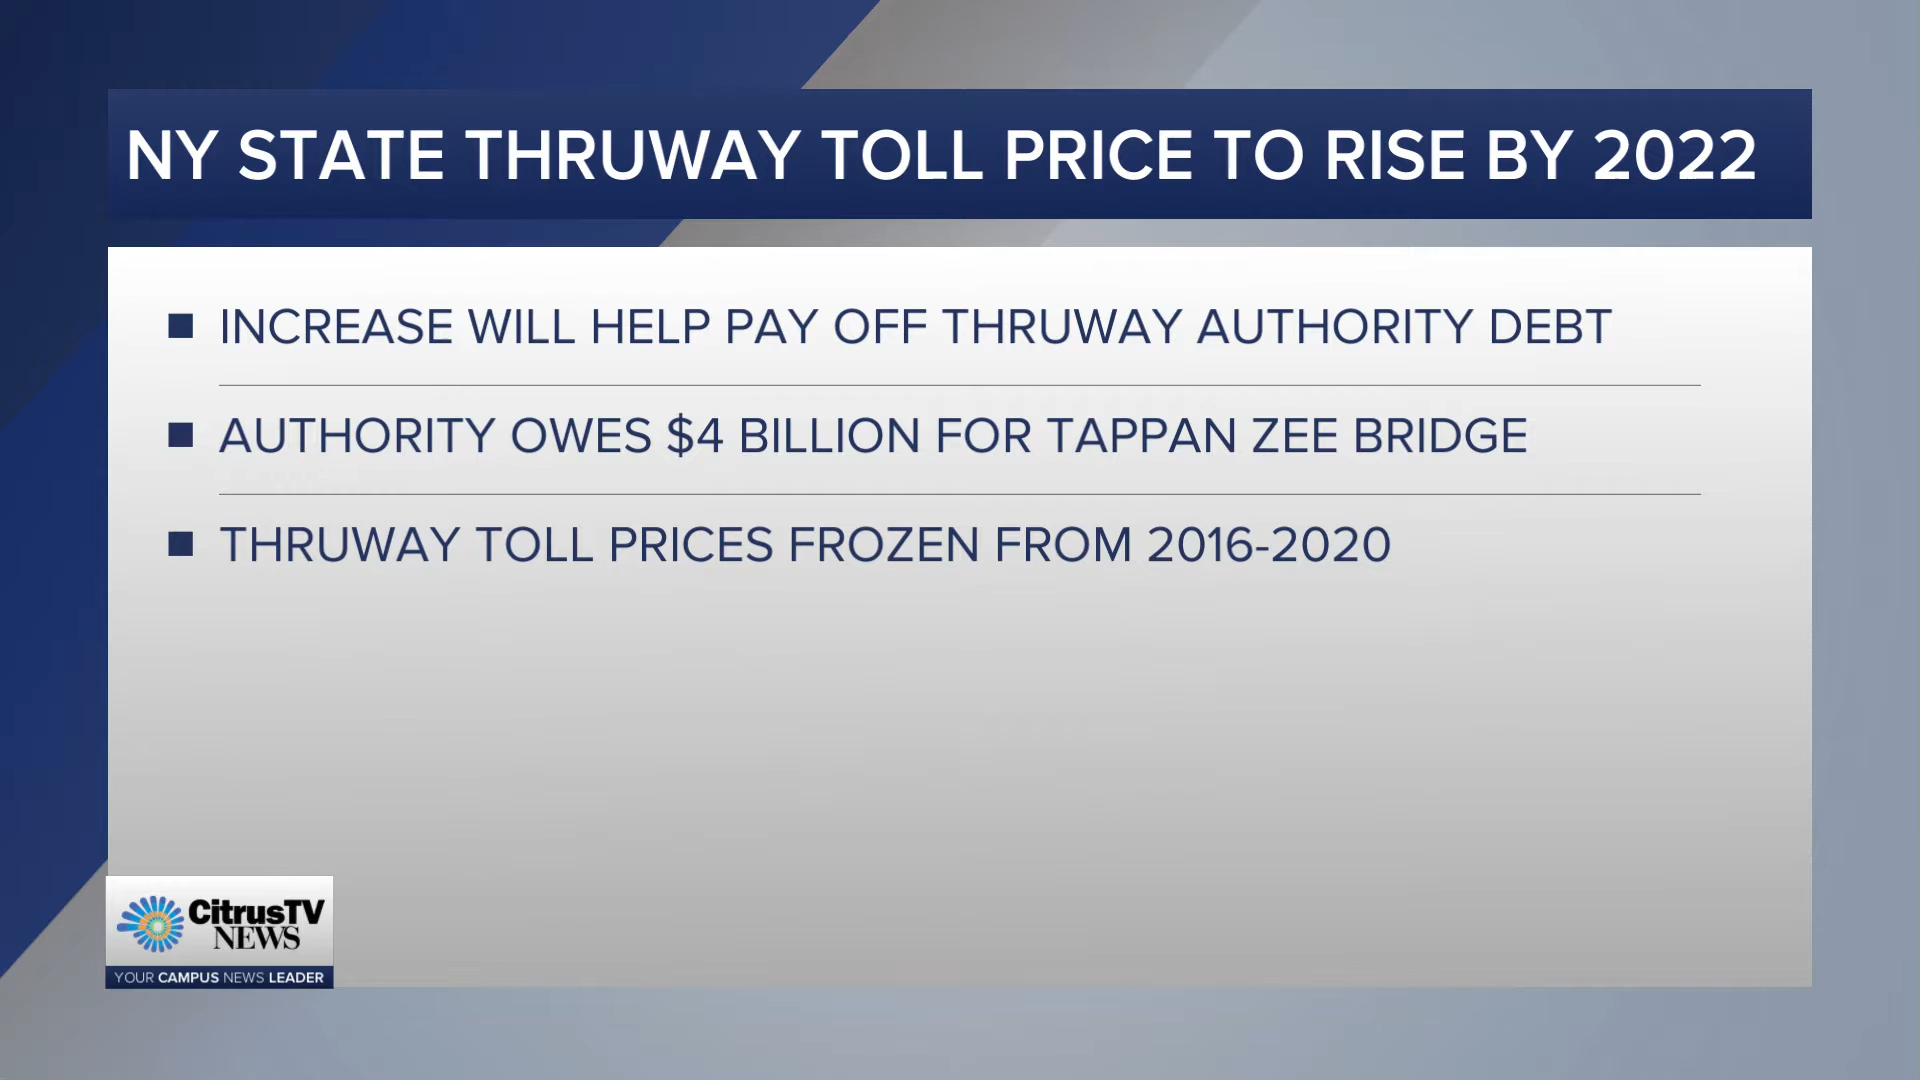 NY STATE THRUWAY TOLL PRICE TO RISE BY 2022
INCREASE WILL HELP PAY OFF THRUWAY AUTHORITY DEBT
AUTHORITY OWES $4 BILLION FOR TAPPAN ZEE BRIDGE
THRUWAY TOLL PRICES FROZEN FROM 2016-2020
CitrusTV
NEWS
YOUR CAMPUS NEWS LEADER